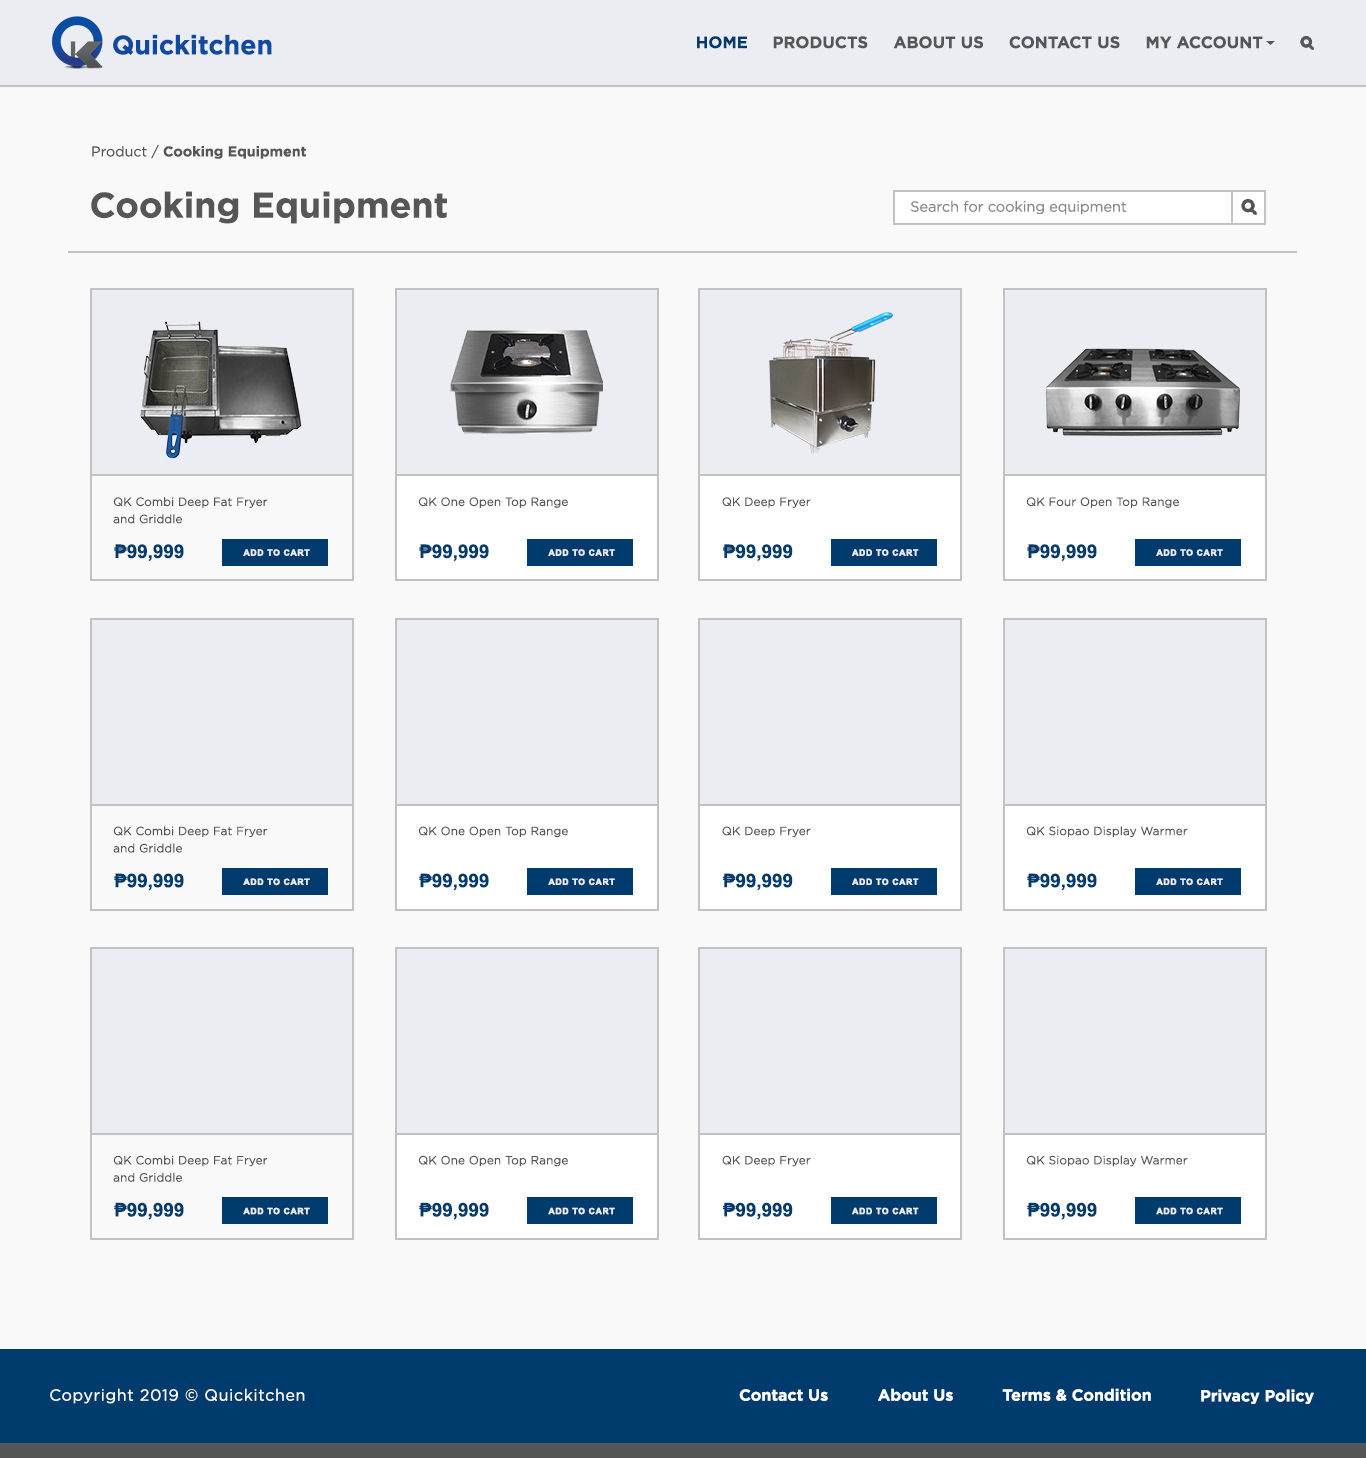 Quickitchen
HOME PRODUCTS ABOUT US CONTACT US MY ACCOUNT
Product / Cooking Equipment
Cooking Equipment
Search for cooking equipment
QK Combi Deep Fat Fryer
and Griddle
₱99,999 ADD TO CART
QK One Open Top Range
₱99,999 ADD TO CART
QK Deep Fryer
₱99,999 ADD TO CART
QK Four Open Top Range
₱99,999 ADD TO CART
QK Combi Deep Fat Fryer
and Griddle
₱99,999 ADD TO CART
QK One Open Top Range
₱99,999 ADD TO CART
QK Deep Fryer
₱99,999 ADD TO CART
QK Siopao Display Warmer
₱99,999 ADD TO CART
QK Combi Deep Fat Fryer
and Griddle
₱99,999 ADD TO CART
QK One Open Top Range
₱99,999 ADD TO CART
QK Deep Fryer
₱99,999 ADD TO CART
QK Siopao Display Warmer
₱99,999 ADD TO CART
Copyright 2019 © Quickitchen
Contact Us About Us Terms & Condition Privacy Policy